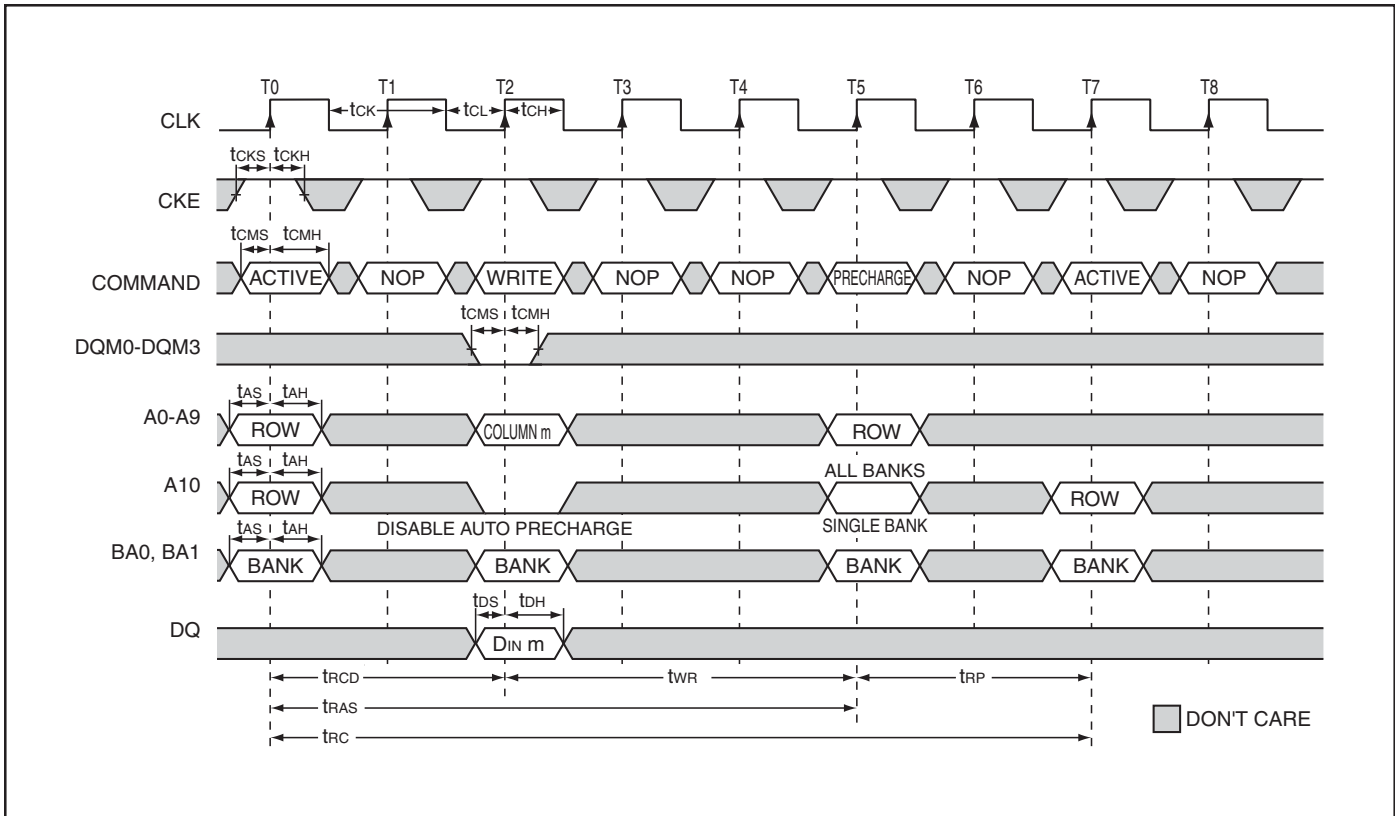 T0 T1 T2 T3 T4 T5 T6 T7 T8
CLK tCK tCL tCH
tCKS tCKH
CKE
tCMS tCMH
COMMAND ACTIVE NOP WRITE NOP NOP PRECHARGE NOP ACTIVE NOP
tCMS tCMH
DQM0-DQM3
tAS tAH
A0-A9 ROW COLUMN m ROW
tAS tAH ALL BANKS
A10 ROW ROW
tAS tAH DISABLE AUTO PRECHARGE SINGLE BANK
BA0, BA1 BANK BANK BANK BANK
tDS tDH
DQ DIN m
tRCD tWR tRP
tRAS
DON'T CARE
tRC